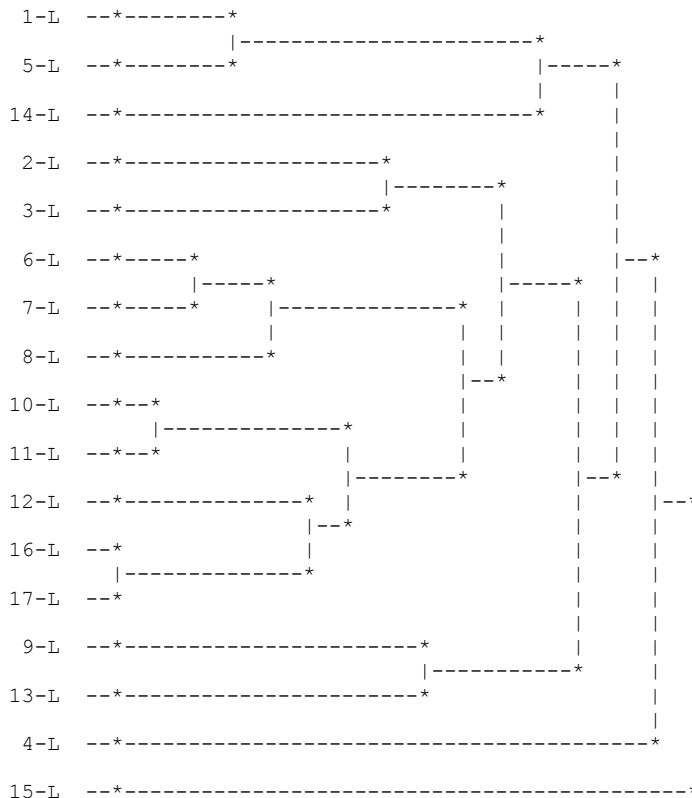 1-L --*--------*
|-----------------------*
5-L --*--------* |-----*
| |
14-L --*--------------------------------* |
|
2-L --*--------------------* |
|--------* |
3-L --*--------------------* | |
| |
6-L --*-----* | |--*
|-----* |-----* | |
7-L --*-----* |--------------* | | | |
| | | | | |
8-L --*-----------* | | | | |
|--* | | |
10-L --*--* | | | |
|--------------* | | | |
11-L --*--* | | | | |
|--------* |--* |
12-L --*--------------* | | |--*
|--* | |
16-L --* | | |
|--------------* | |
17-L --* | |
| |
9-L --*-----------------------* | |
|-----------* |
13-L --*-----------------------* |
|
4-L --*-----------------------------------------*
15-L --*--------------------------------------------*